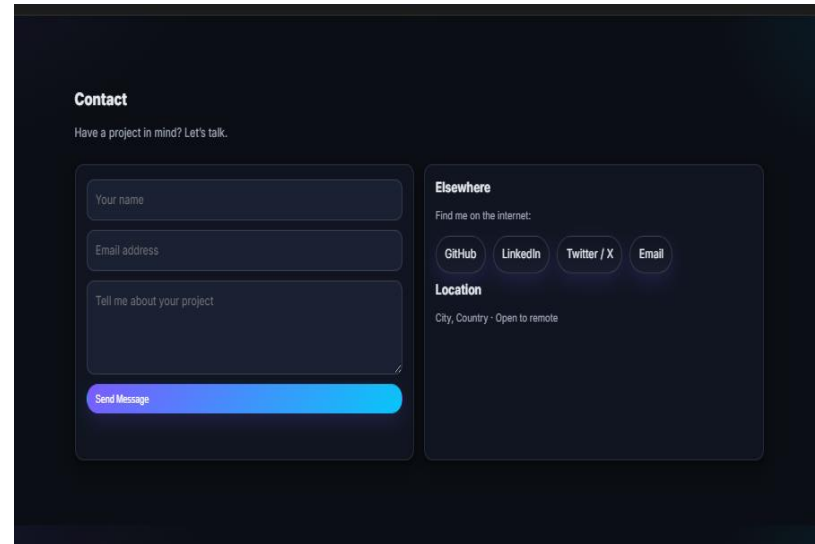 Contact
Have a project in mind? Let's talk.
Your name
Email address
Tell me about your project
Send Message
Elsewhere
Find me on the internet:
GitHub
LinkedIn
Twitter / X
Email
Location
City, Country · Open to remote